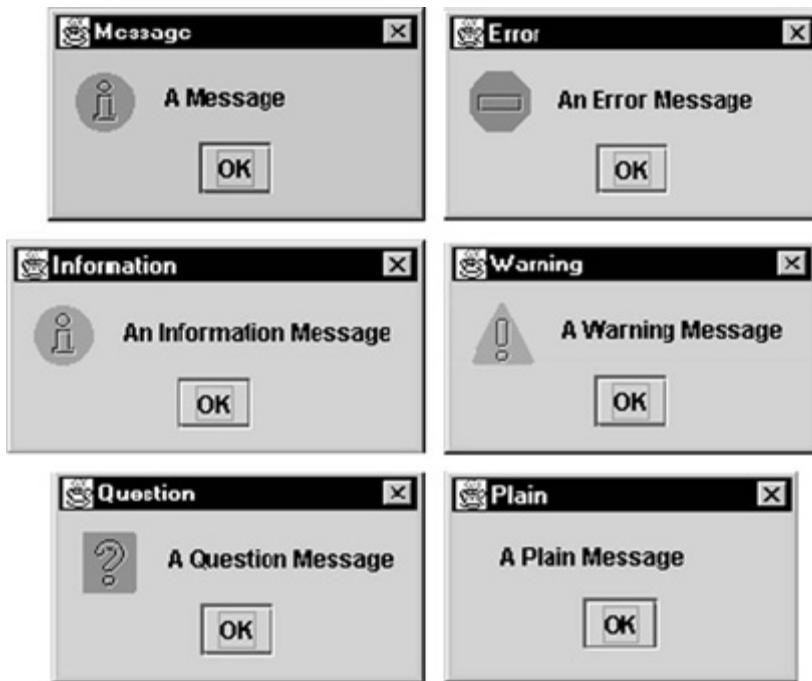 Message
A Message
OK
Error
An Error Message
OK
Information
An Information Message
OK
Warning
A Warning Message
OK
Question
A Question Message
OK
Plain
A Plain Message
OK